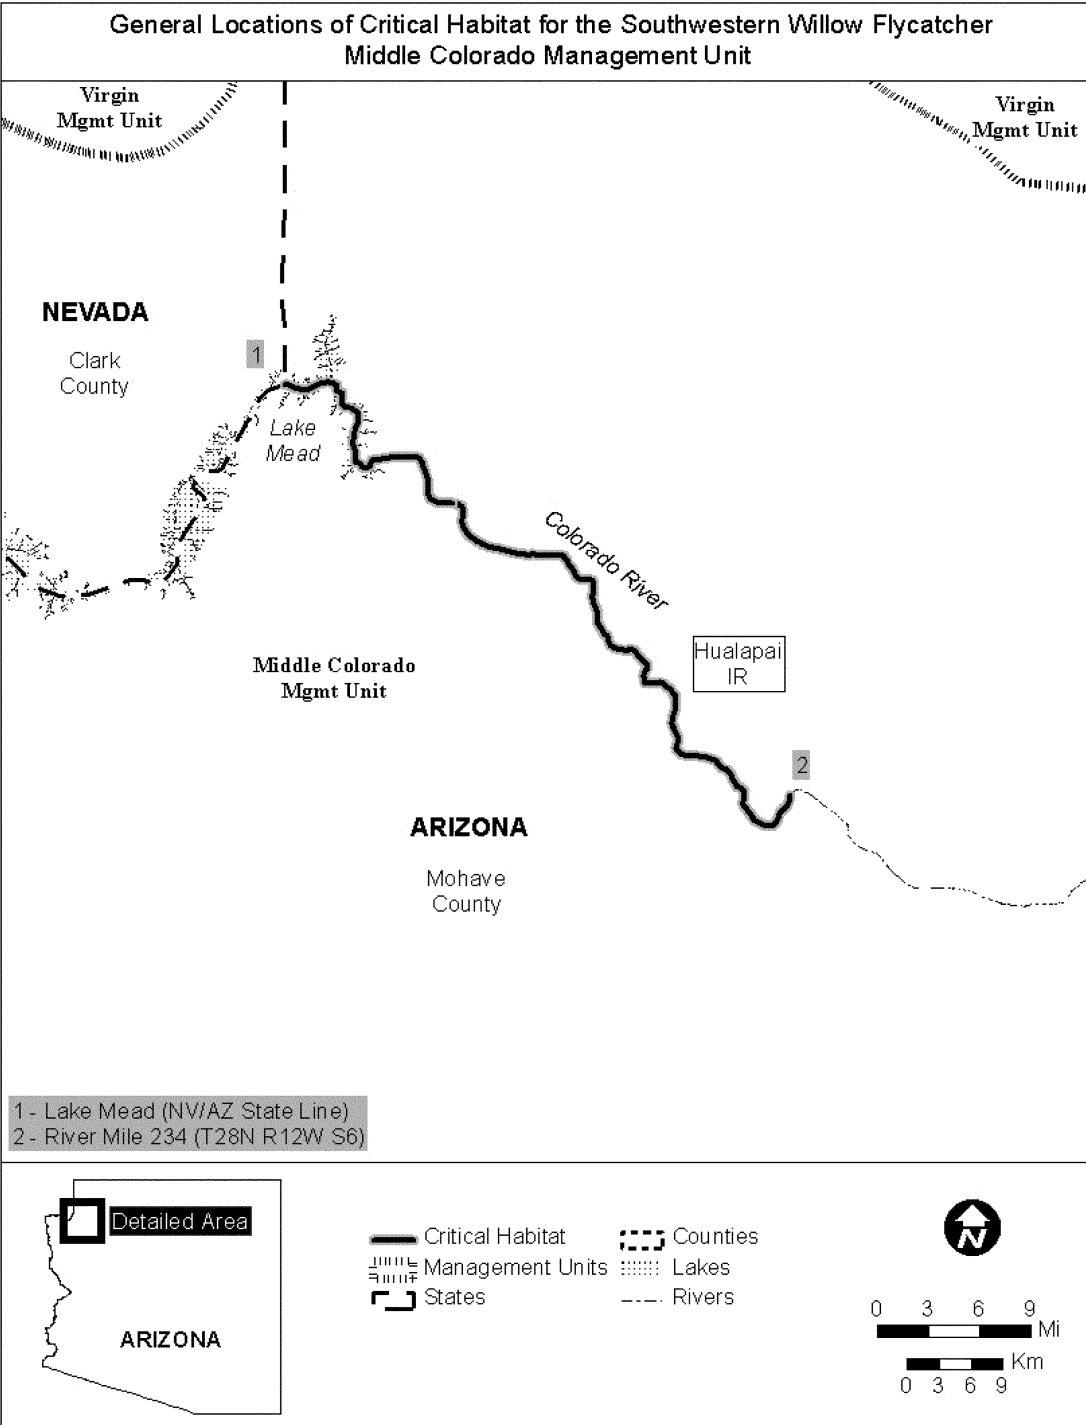 General Locations of Critical Habitat for the Southwestern Willow Flycatcher
Middle Colorado Management Unit
Virgin
Mgmt Unit
Virgin
Mgmt Unit
NEVADA
Clark
County
1
Lake
Mead
Colorado River
Hualapai
IR
Middle Colorado
Mgmt Unit
2
ARIZONA
Mohave
County
1 - Lake Mead (NV/AZ State Line)
2 - River Mile 234 (T28N R12W S6)
Detailed Area
ARIZONA
Critical Habitat
Management Units
States
Counties
Lakes
Rivers
N
0 3 6 9
Mi
Km
0 3 6 9